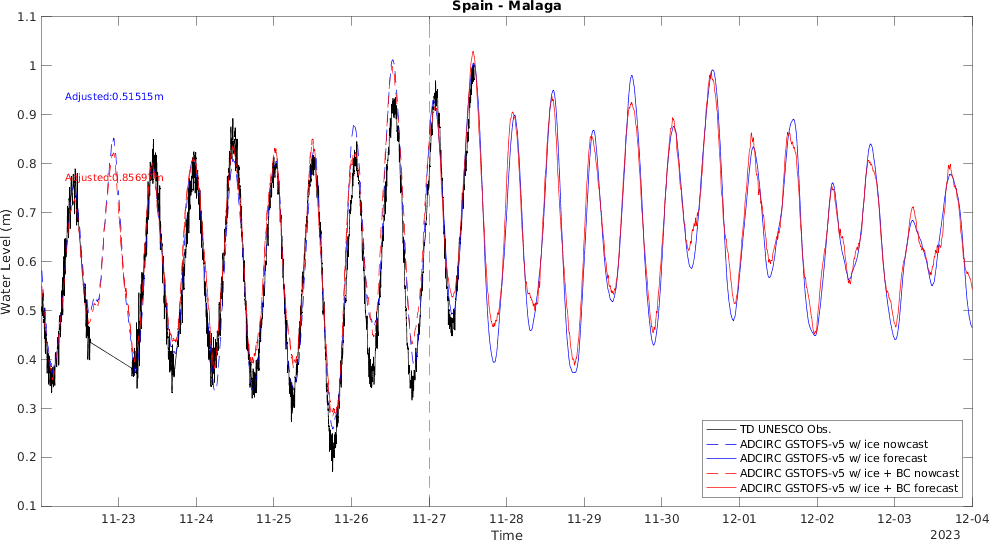 Spain - Malaga
1.1
1
0.9
0.8
0.7
0.6
0.5
0.4
0.3
0.2
0.1
Water Level (m)
Adjusted:0.51515m
TD UNESCO Obs.
ADCIRC GSTOFS-v5 w/ ice nowcast
ADCIRC GSTOFS-v5 w/ ice forecast
ADCIRC GSTOFS-v5 w/ ice + BC nowcast
ADCIRC GSTOFS-v5 w/ ice + BC forecast
11-23 11-24 11-25 11-26 11-27 11-28 11-29 11-30 12-01 12-02 12-03 12-04
Time
2023